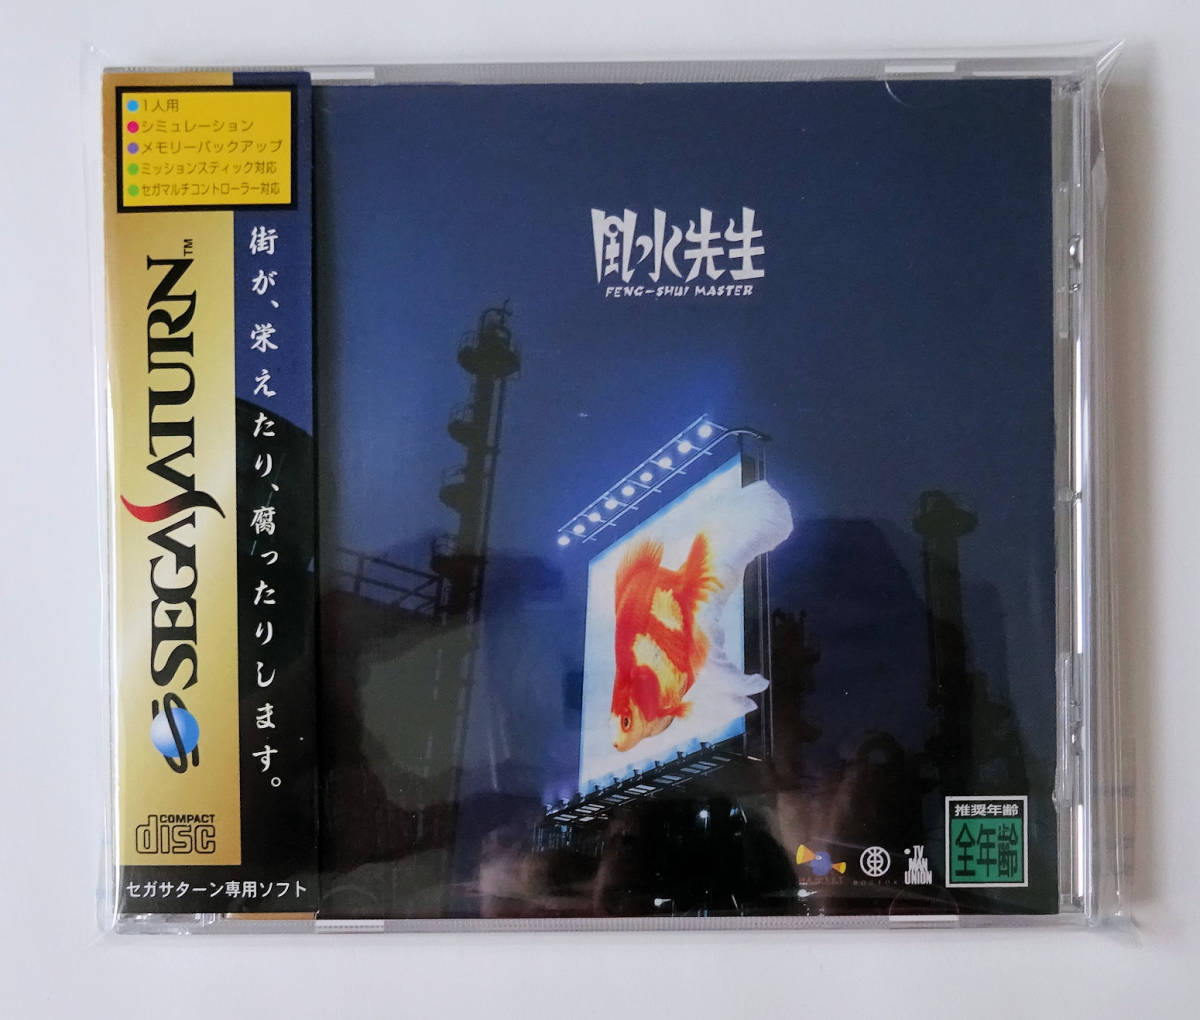 ●1人用
●シミュレーション
●メモリーバックアップ
●ミッションスティック対応
●セガマルチコントローラー対応
SEGA SATURN™
街が、栄えたり、腐ったりします。
COMPACT
disc
セガサターン専用ソフト
風水先生
FENG-SHUI MASTER
TV
MAN
UNION
推奨年齢
全年齢